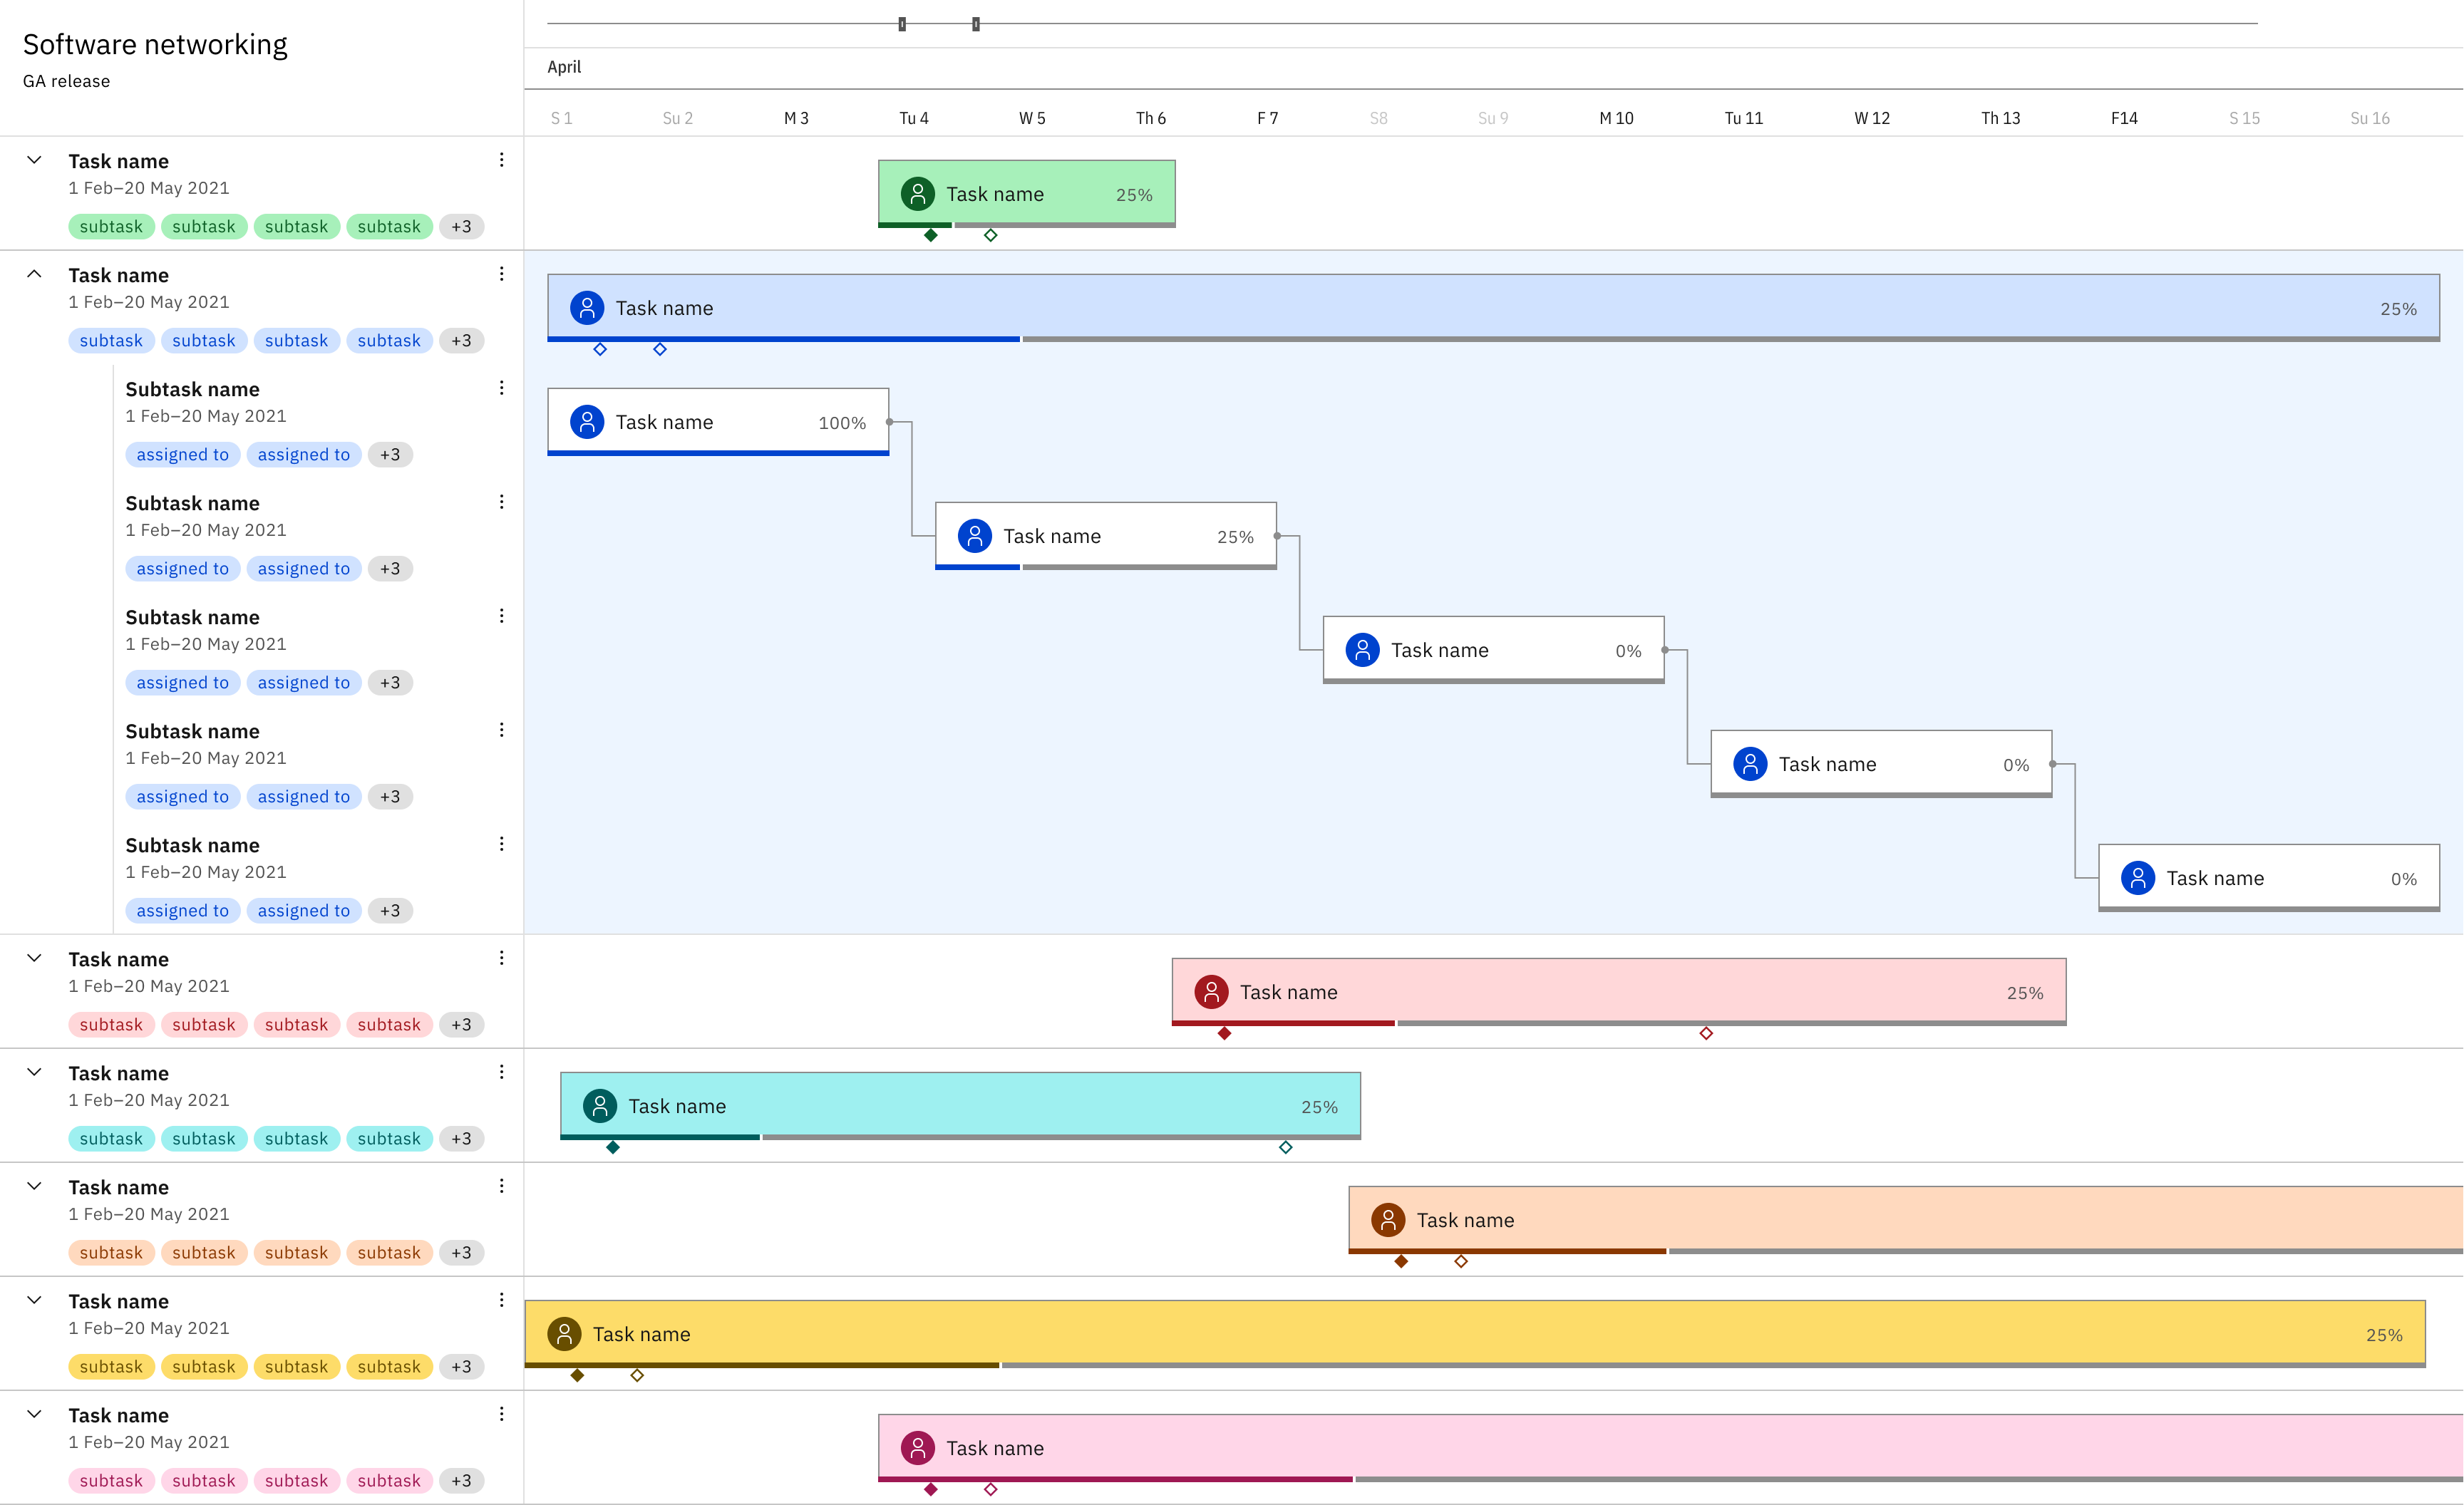 Software networking
GA release
April
S 1 Su 2 M 3 Tu 4 W 5 Th 6 F 7 S8 Su 9 M 10 Tu 11 W 12 Th 13 F14 S 15 Su 16
Task name
1 Feb–20 May 2021
subtask subtask subtask subtask +3
Task name 25%
Task name
1 Feb–20 May 2021
subtask subtask subtask subtask +3
Task name 25%
Subtask name
1 Feb–20 May 2021
assigned to assigned to +3
Task name 100%
Subtask name
1 Feb–20 May 2021
assigned to assigned to +3
Task name 25%
Subtask name
1 Feb–20 May 2021
assigned to assigned to +3
Task name 0%
Subtask name
1 Feb–20 May 2021
assigned to assigned to +3
Task name 0%
Subtask name
1 Feb–20 May 2021
assigned to assigned to +3
Task name 0%
Task name
1 Feb–20 May 2021
subtask subtask subtask subtask +3
Task name 25%
Task name
1 Feb–20 May 2021
subtask subtask subtask subtask +3
Task name 25%
Task name
1 Feb–20 May 2021
subtask subtask subtask subtask +3
Task name
Task name
1 Feb–20 May 2021
subtask subtask subtask subtask +3
Task name 25%
Task name
1 Feb–20 May 2021
subtask subtask subtask subtask +3
Task name